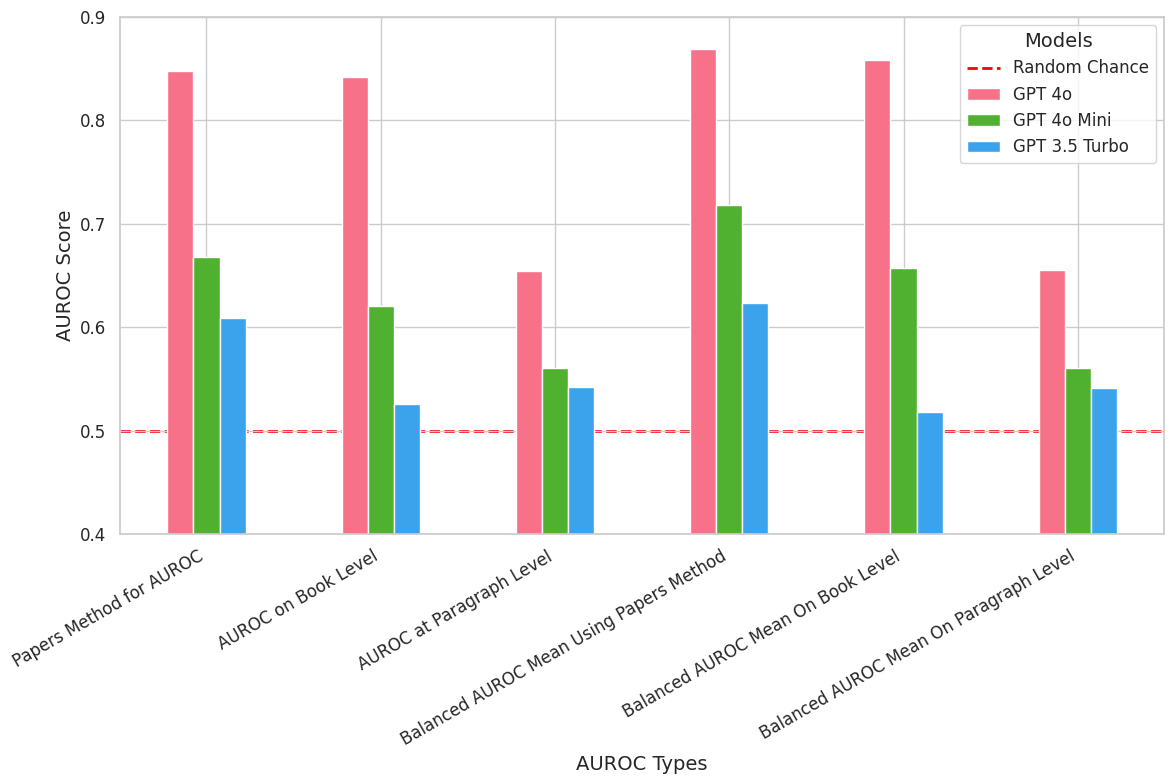 0.9
0.8
0.7
0.6
0.5
0.4
AUROC Score
Models
Random Chance
GPT 4o
GPT 4o Mini
GPT 3.5 Turbo
Papers Method for AUROC
AUROC on Book Level
AUROC at Paragraph Level
Balanced AUROC Mean Using Papers Method
Balanced AUROC Mean On Book Level
Balanced AUROC Mean On Paragraph Level
AUROC Types